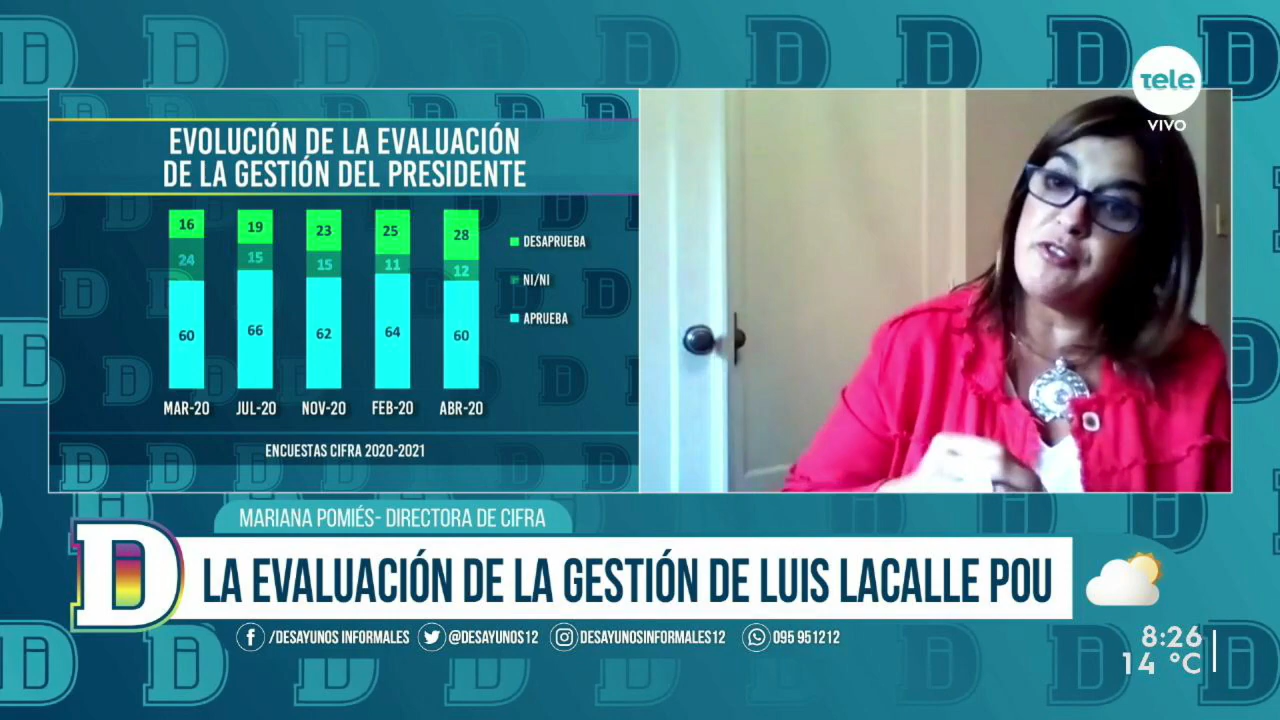 tele
VIVO
EVOLUCIÓN DE LA EVALUACIÓN
DE LA GESTIÓN DEL PRESIDENTE
16 19 23 25 28
24 15 15 11 12
60 66 62 64 60
DESAPRUEBA
NI/NI
APRUEBA
MAR-20 JUL-20 NOV-20 FEB-20 ABR-20
ENCUESTAS CIFRA 2020-2021
MARIANA POMIÉS- DIRECTORA DE CIFRA
D
LA EVALUACIÓN DE LA GESTIÓN DE LUIS LACALLE POU
/DESAYUNOS INFORMALES @DESAYUNOS12 DESAYUNOSINFORMALES12 095 951212
8:26
14 °C